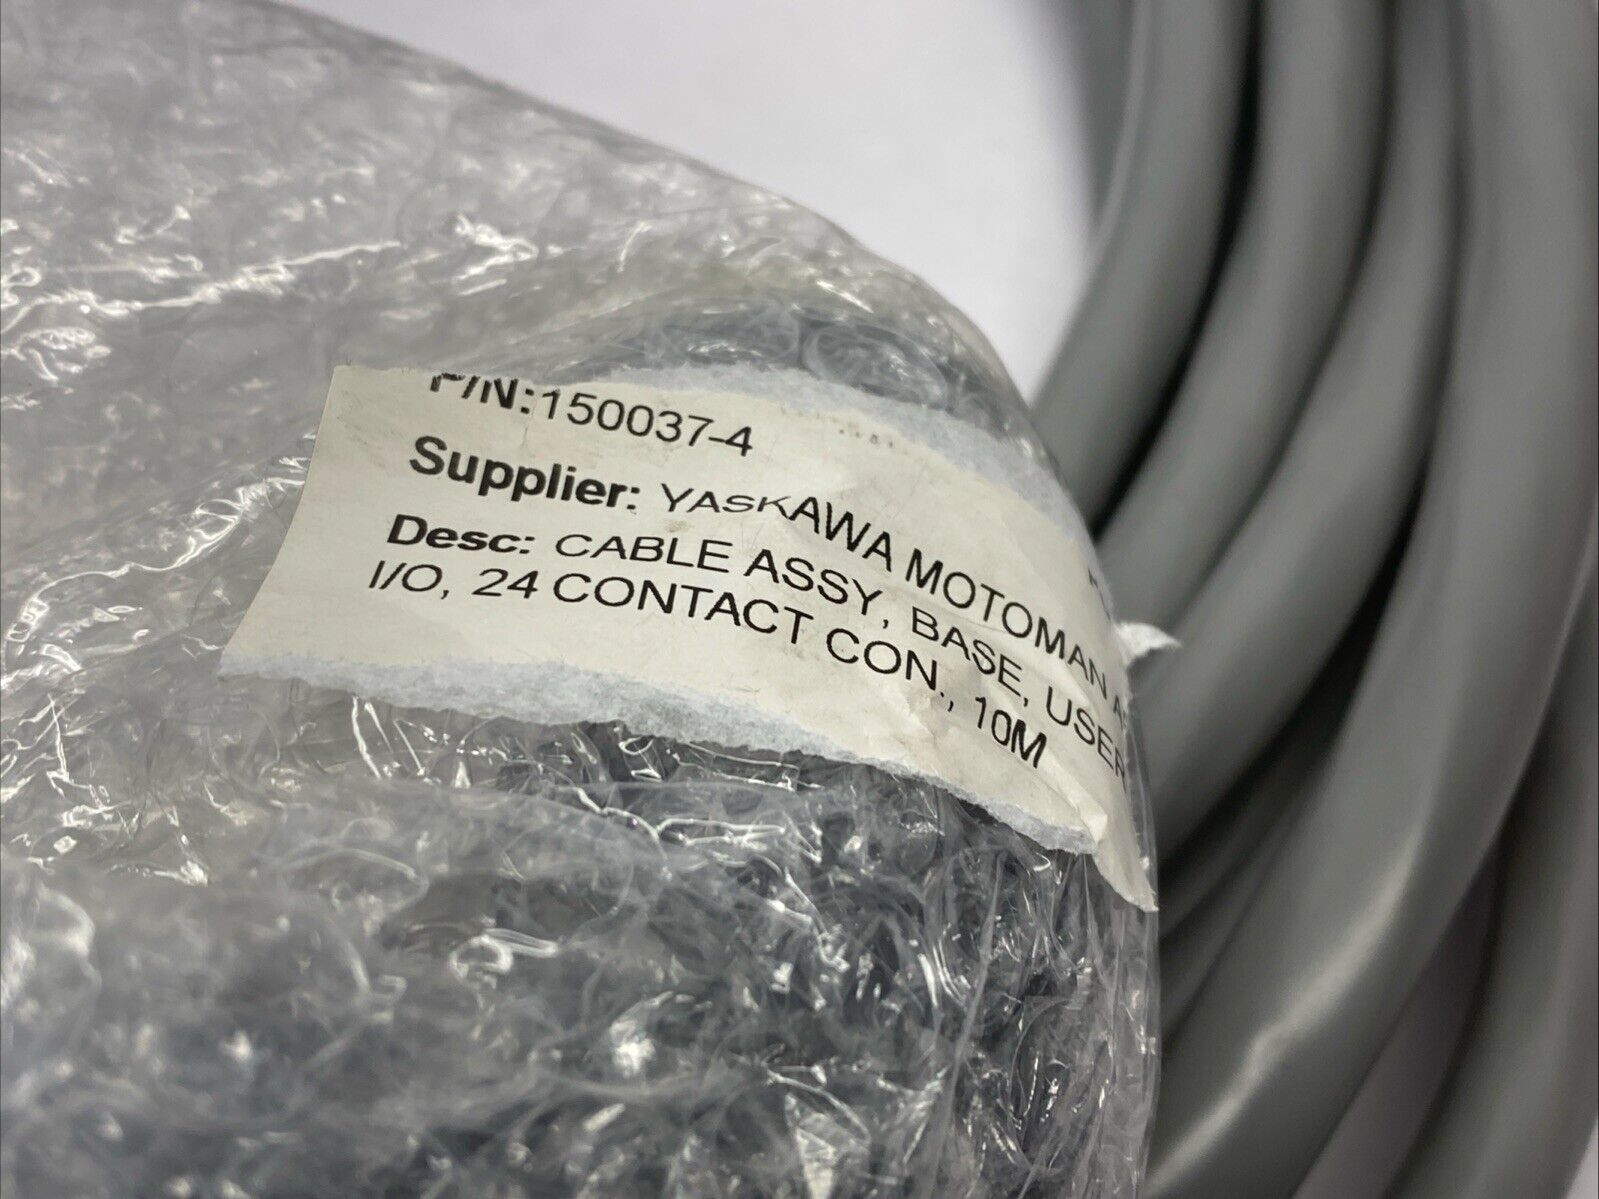 P/N:150037-4
Supplier: YASKAWA MOTOMAN
Desc: CABLE ASSY, BASE, USER
I/O, 24 CONTACT CON., 10M